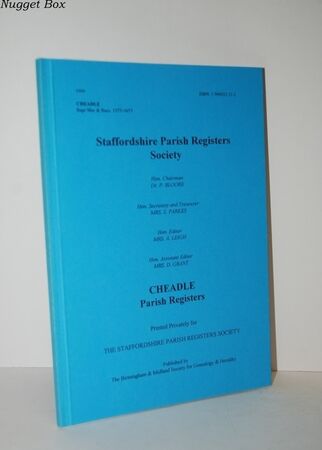 Nugget Box
CHEADLE
Staffordshire Parish Registers
Society
Hon. Chairman
Dr. P. BLOORE
Hon. Secretary and Treasurer
MRS. I. PARKES
Hon. Editor
MRS. A. LEIGH
Hon. Assistant Editor
MRS. D. GRANT
CHEADLE
Parish Registers
Printed Privately for
THE STAFFORDSHIRE PARISH REGISTERS SOCIETY
Published by
The Birmingham & Midland Society for Genealogy & Heraldry